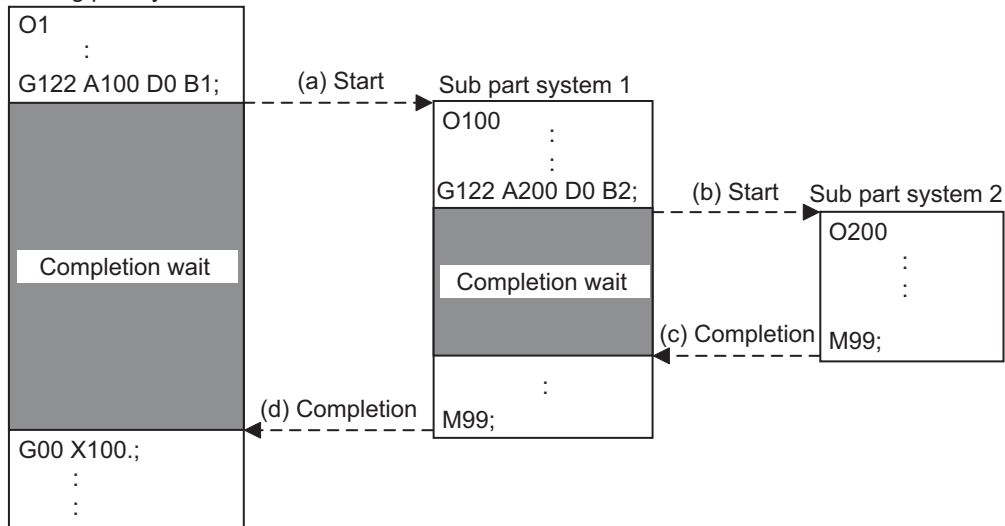 O1
:
G122 A100 D0 B1;
(a) Start
Sub part system 1
O100
:
:
G122 A200 D0 B2;
(b) Start
Sub part system 2
O200
:
:
Completion wait
Completion wait
(c) Completion
M99;
:
(d) Completion
M99;
G00 X100.;
:
: